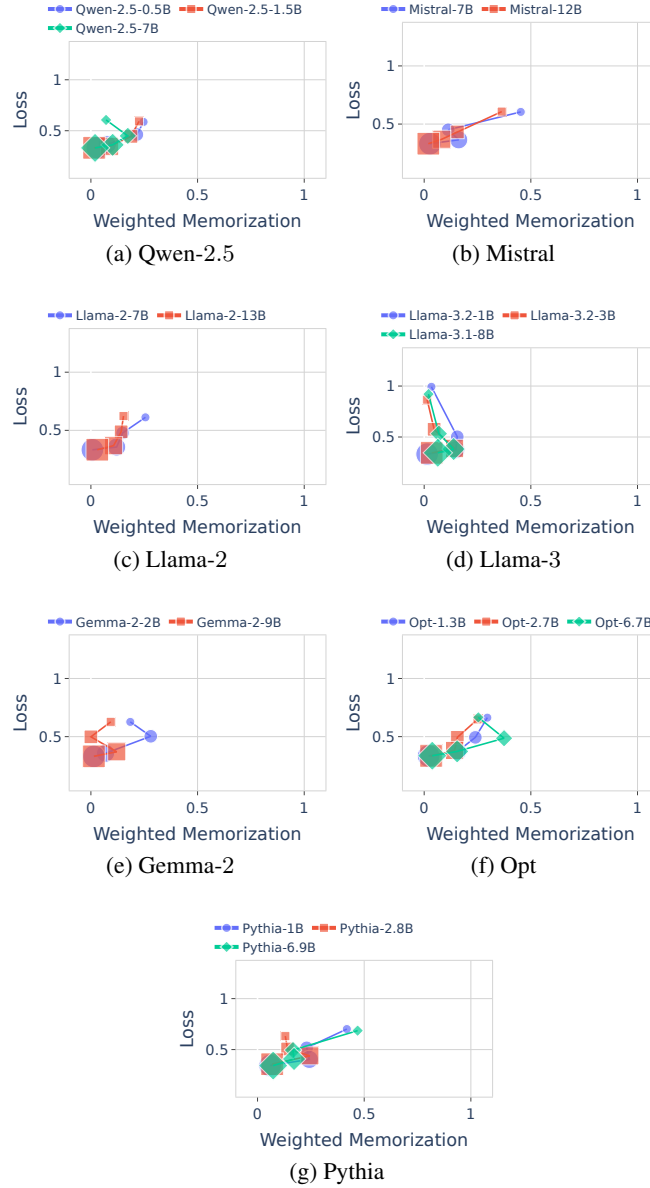 Qwen-2.5-0.5B Qwen-2.5-1.5B
Qwen-2.5-7B
Loss
1
0.5
0 0.5 1
Weighted Memorization
(a) Qwen-2.5
Mistral-7B Mistral-12B
Loss
1
0.5
0 0.5 1
Weighted Memorization
(b) Mistral
Llama-2-7B Llama-2-13B
Loss
1
0.5
0 0.5 1
Weighted Memorization
(c) Llama-2
Llama-3.2-1B Llama-3.2-3B
Llama-3.1-8B
Loss
1
0.5
0 0.5 1
Weighted Memorization
(d) Llama-3
Gemma-2-2B Gemma-2-9B
Loss
1
0.5
0 0.5 1
Weighted Memorization
(e) Gemma-2
Opt-1.3B Opt-2.7B Opt-6.7B
Loss
1
0.5
0 0.5 1
Weighted Memorization
(f) Opt
Pythia-1B Pythia-2.8B
Pythia-6.9B
Loss
1
0.5
0 0.5 1
Weighted Memorization
(g) Pythia